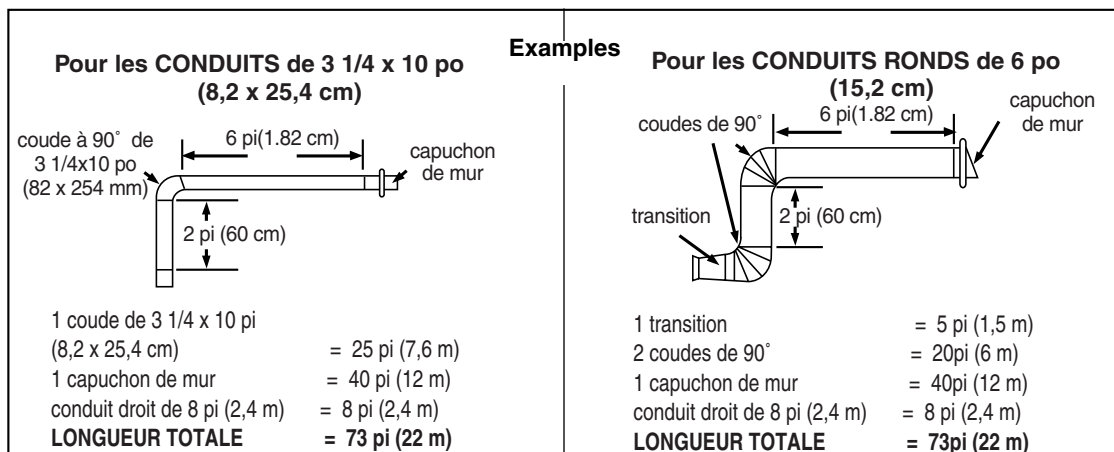 Examples
Pour les CONDUITS de 3 1/4 x 10 po
(8,2 x 25,4 cm)
coude à 90˚ de
3 1/4x10 po
(82 x 254 mm)
6 pi(1.82 cm)
capuchon
de mur
2 pi (60 cm)
1 coude de 3 1/4 x 10 pi
(8,2 x 25,4 cm) = 25 pi (7,6 m)
1 capuchon de mur = 40 pi (12 m)
conduit droit de 8 pi (2,4 m) = 8 pi (2,4 m)
LONGUEUR TOTALE = 73 pi (22 m)
Pour les CONDUITS RONDS de 6 po
(15,2 cm)
coudes de 90˚
6 pi(1.82 cm)
capuchon
de mur
transition
2 pi (60 cm)
1 transition = 5 pi (1,5 m)
2 coudes de 90˚ = 20pi (6 m)
1 capuchon de mur = 40pi (12 m)
conduit droit de 8 pi (2,4 m) = 8 pi (2,4 m)
LONGUEUR TOTALE = 73pi (22 m)